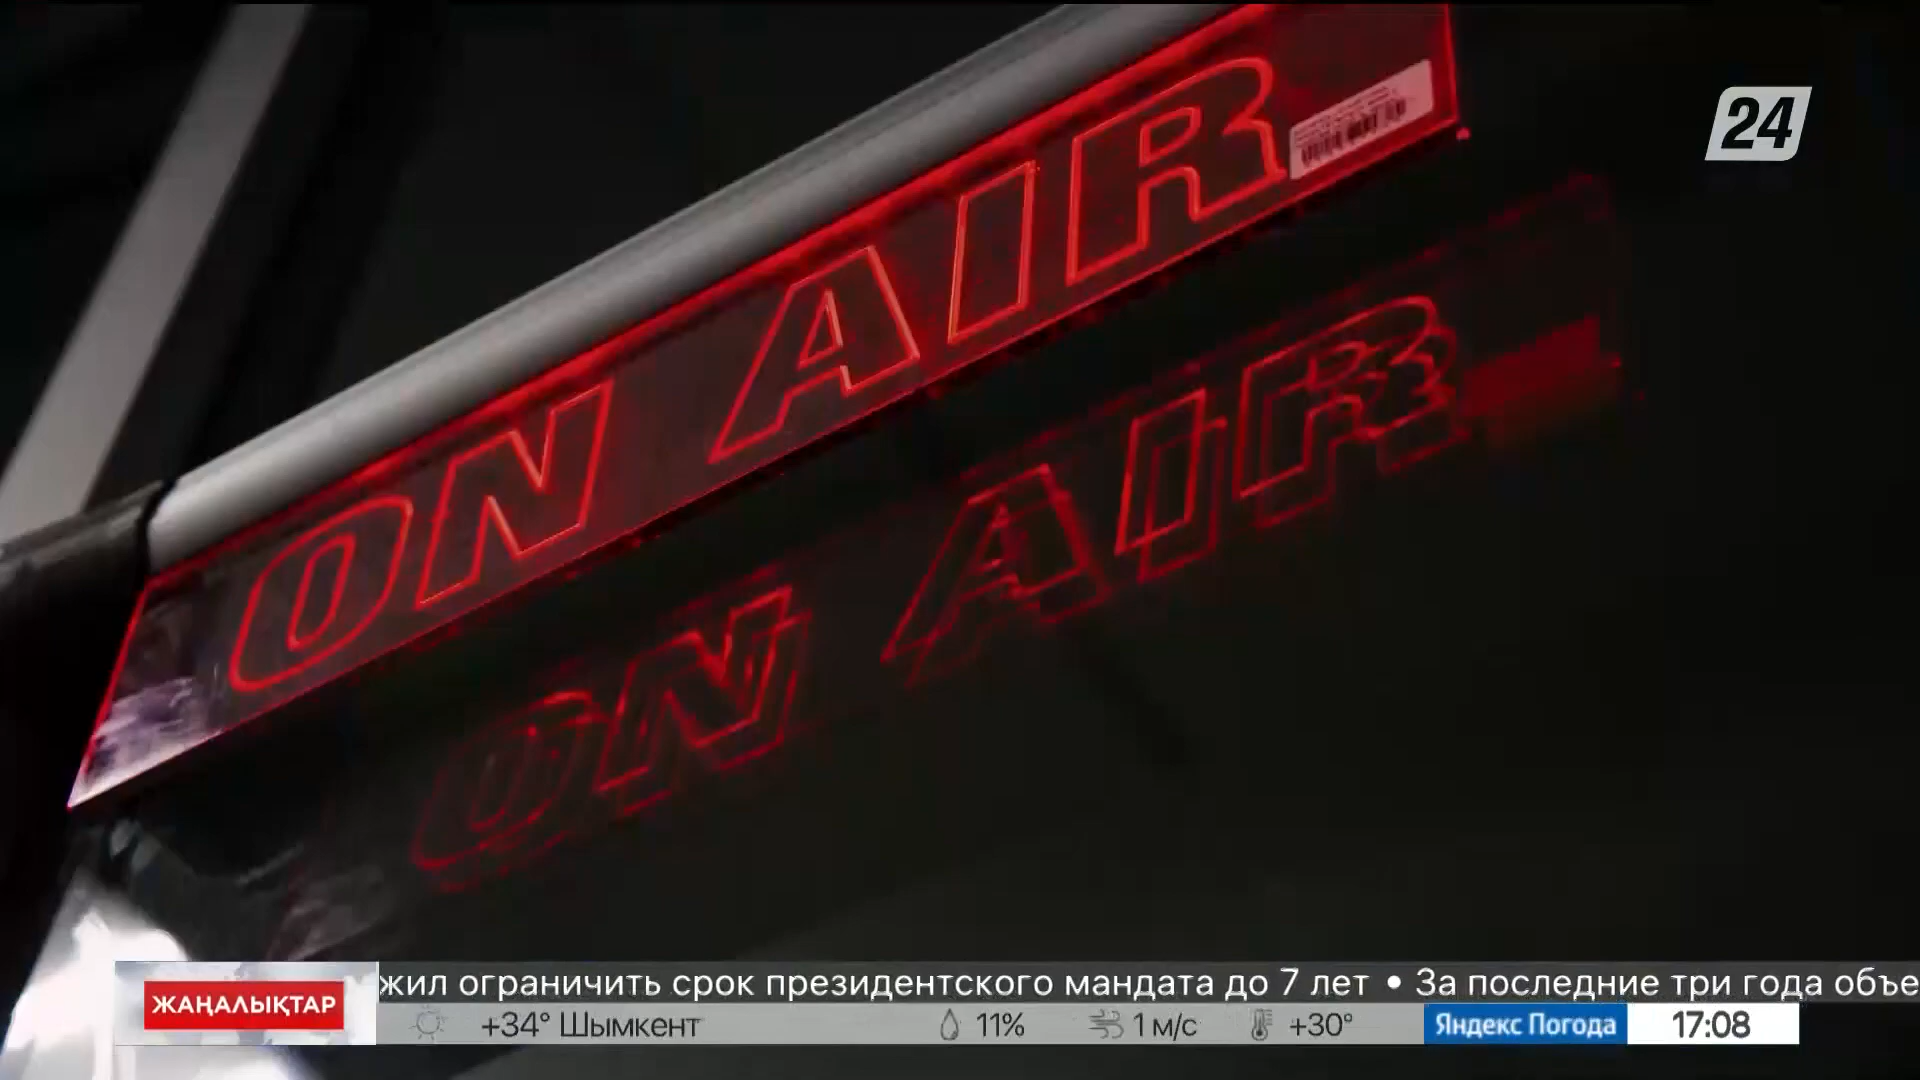 24
ON AIR
ON AIR
жил ограничить срок президентского мандата до 7 лет • За последние три года объе
ЖАҢАЛЫҚТАР
+34° Шымкент 11% 1 м/с +30° Яндекс Погода 17:08